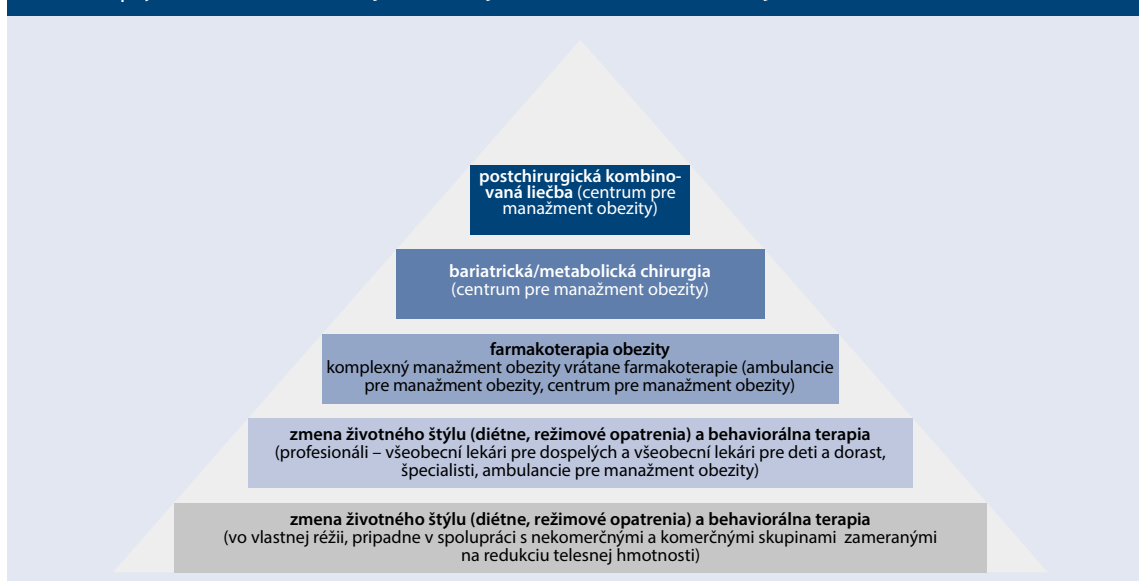 postchirurgická kombino-
vaná liečba (centrum pre
manažment obezity)
bariatrická/metabolická chirurgia
(centrum pre manažment obezity)
farmakoterapia obezity
komplexný manažment obezity vrátane farmakoterapie (ambulancie
pre manažment obezity, centrum pre manažment obezity)
zmena životného štýlu (diétne, režimové opatrenia) a behaviorálna terapia
(profesionáli – všeobecní lekári pre dospelých a všeobecní lekári pre deti a dorast,
špecialisti, ambulancie pre manažment obezity)
zmena životného štýlu (diétne, režimové opatrenia) a behaviorálna terapia
(vo vlastnej réžii, pripadne v spolupráci s nekomerčnými a komerčnými skupinami zameranými
na redukciu telesnej hmotnosti)